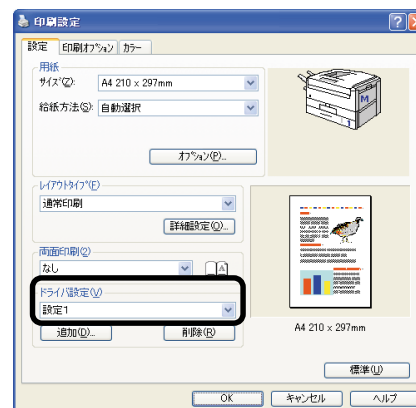 印刷設定
設定 印刷オプション カラー
用紙
サイズ(Z): A4 210 x 297mm
給紙方法(S): 自動選択
オプション(P)...
M
レイアウトタイプ(E)
通常印刷
詳細設定(O)...
両面印刷(2)
なし
A
ドライバ設定(V)
設定1
追加(D)... 削除(R)
A4 210 x 297mm
標準(U)
OK キャンセル ヘルプ